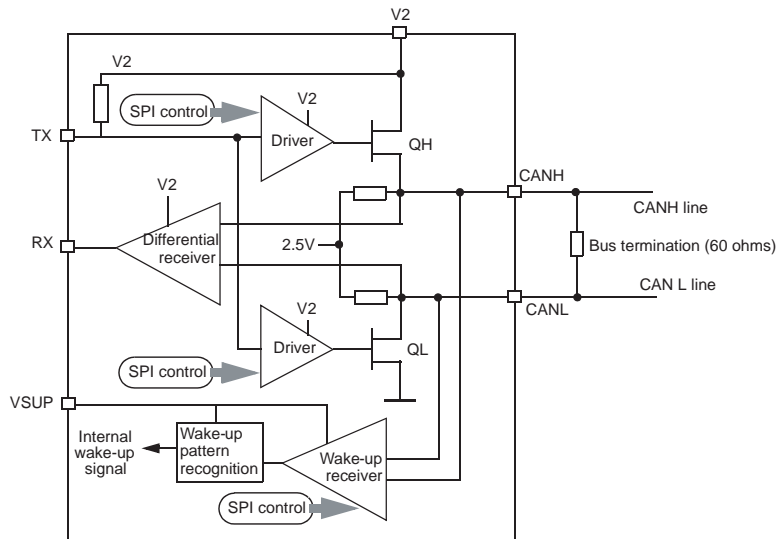 V2
V2
SPI control
V2
Driver
TX
QH
CANH
V2
CANH line
RX
Differential
receiver
2.5V
Bus termination (60 ohms)
CAN L line
V2
CANL
Driver
QL
SPI control
VSUP
Internal
wake-up
signal
Wake-up
pattern
recognition
Wake-up
receiver
SPI control